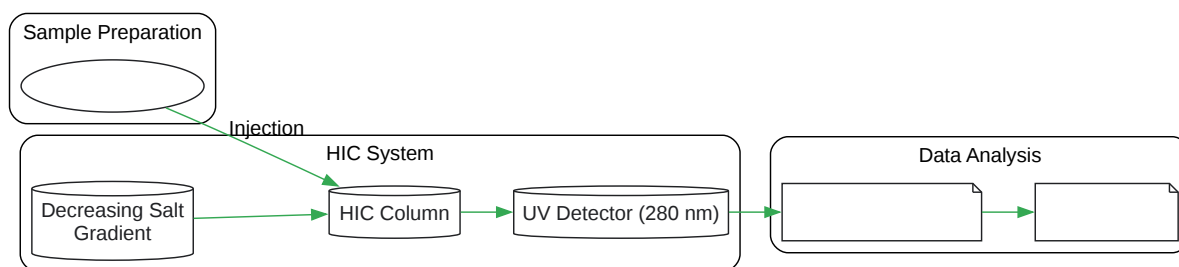 Sample Preparation
Injection
HIC System
Decreasing Salt
Gradient
HIC Column
UV Detector (280 nm)
Data Analysis